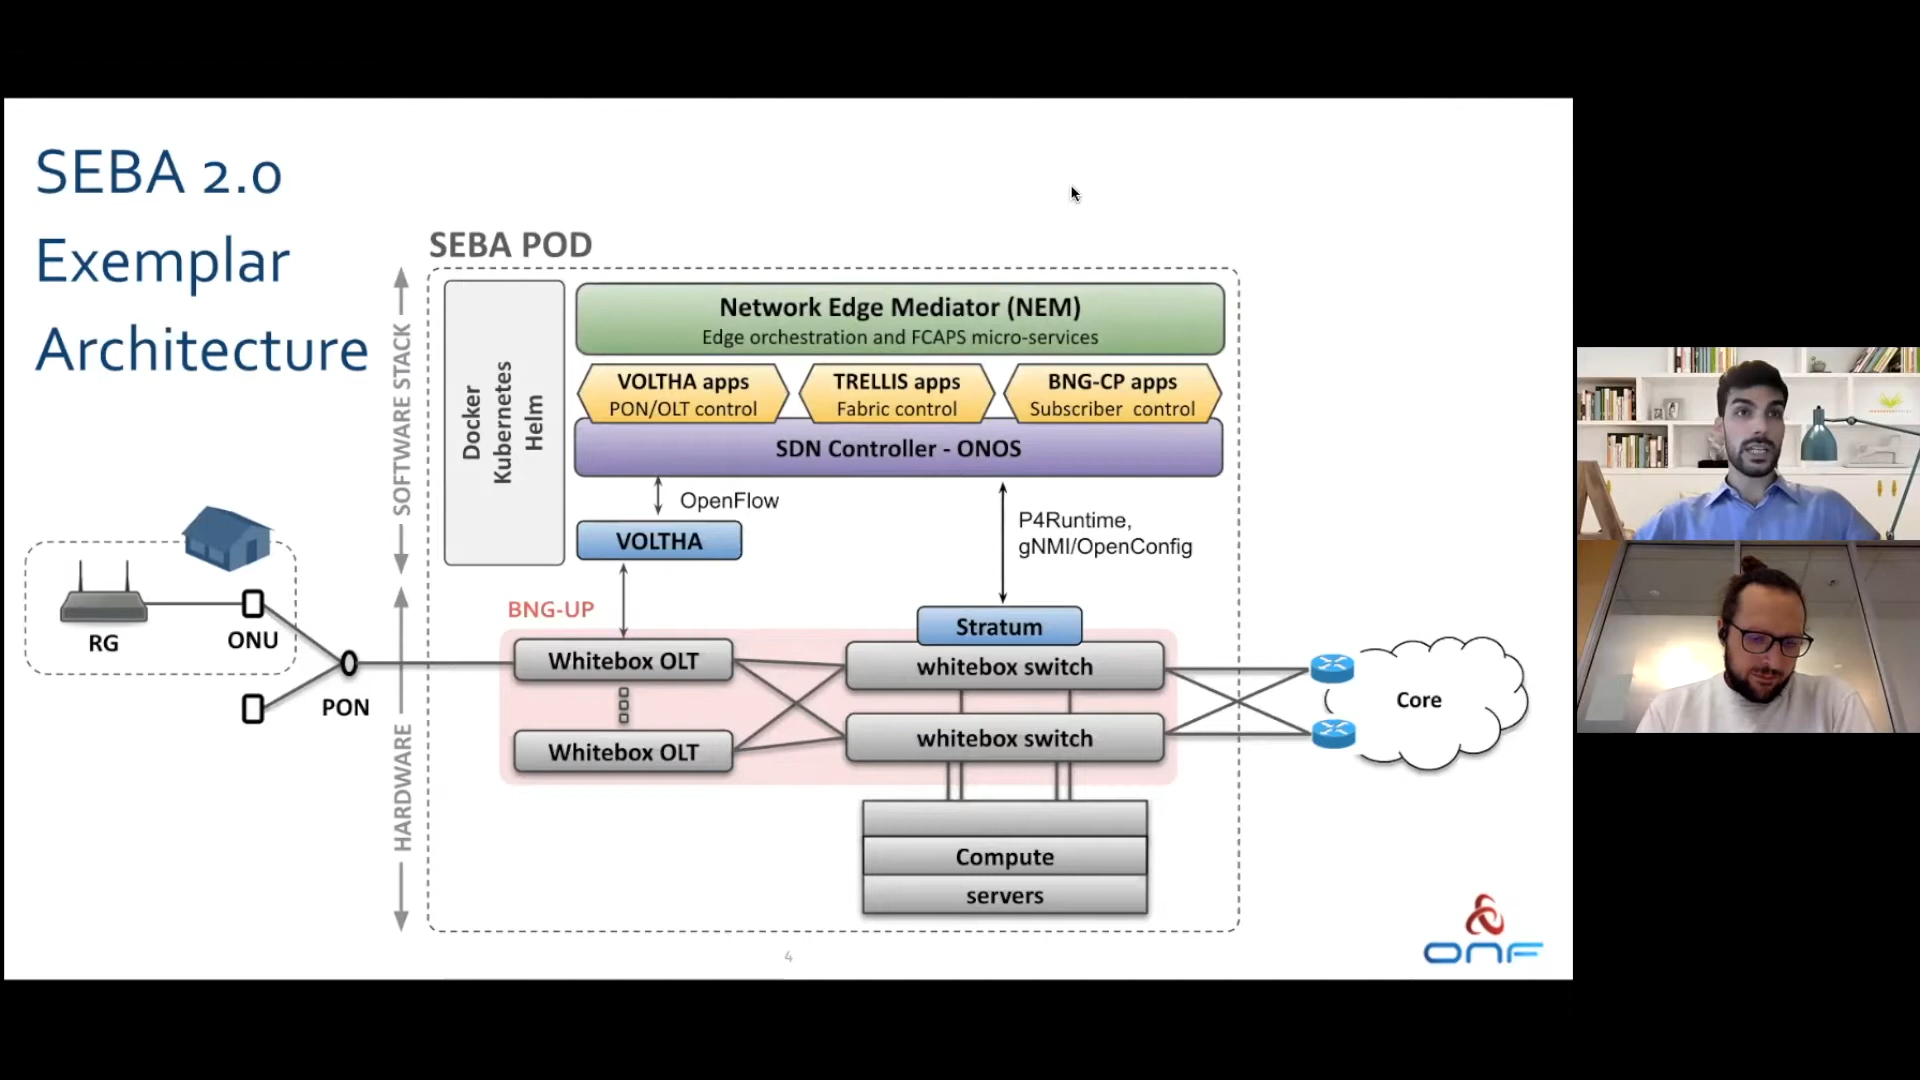 SEBA 2.0
Exemplar
Architecture
SEBA POD
SOFTWARE STACK
HARDWARE
Docker
Kubernetes
Helm
Network Edge Mediator (NEM)
Edge orchestration and FCAPS micro-services
VOLTHA apps
PON/OLT control
TRELLIS apps
Fabric control
BNG-CP apps
Subscriber control
SDN Controller - ONOS
OpenFlow
P4Runtime,
gNMI/OpenConfig
VOLTHA
BNG-UP
Stratum
Whitebox OLT
whitebox switch
Whitebox OLT
whitebox switch
RG
ONU
PON
Core
Compute
servers
4
ONF